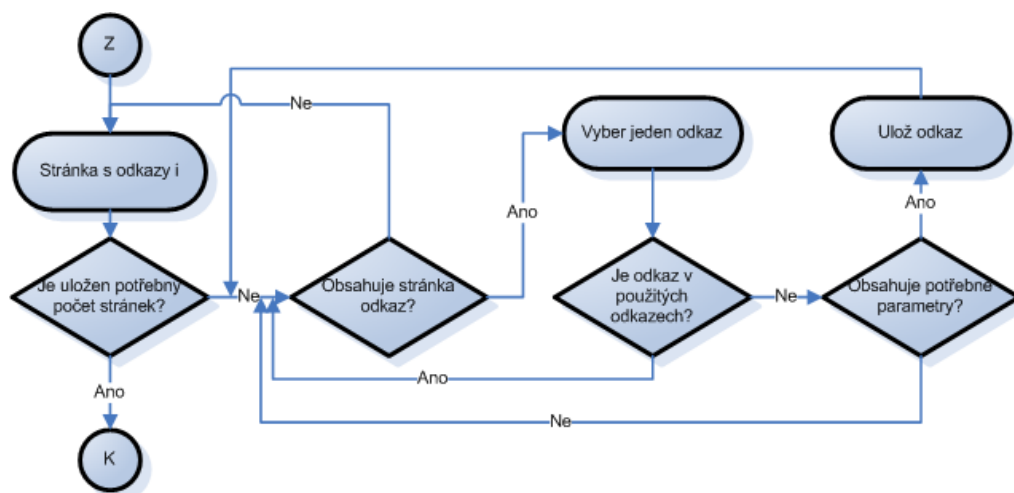 Z
Ne
Stránka s odkazy i
Vyber jeden odkaz
Ulož odkaz
Ano
Ano
Je uložen potřebny
počet stránek?
Ne
Obsahuje stránka
odkaz?
Je odkaz v
použitých
odkazech?
Ne
Obsahuje potřebné
parametry?
Ano
Ano
Ne
K